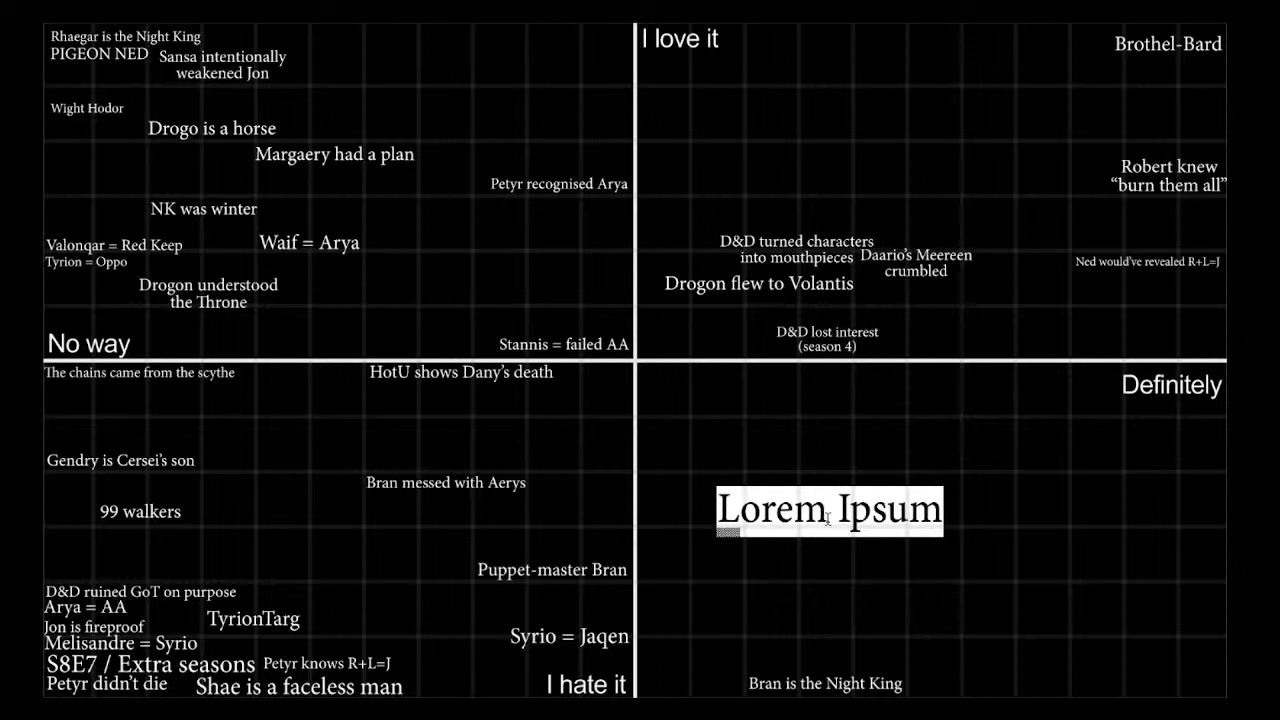 Rhaegar is the Night King
PIGEON NED
Sansa intentionally
weakened Jon
Wight Hodor
Drogo is a horse
Margaery had a plan
Petyr recognised Arya
NK was winter
Valonqar = Red Keep
Waif = Arya
Tyrion = Oppo
Drogon understood
the Throne
No way
Stannis = failed AA
I love it
Brothel-Bard
Robert knew
“burn them all”
D&D turned characters
into mouthpieces
Daario’s Meereen
crumbled
Ned would’ve revealed R+L=J
Drogon flew to Volantis
D&D lost interest
(season 4)
The chains came from the scythe
HotU shows Dany’s death
Gendry is Cersei’s son
Bran messed with Aerys
99 walkers
Puppet-master Bran
D&D ruined GoT on purpose
Arya = AA
TyrionTarg
Jon is fireproof
Syrio = Jaqen
Melisandre = Syrio
S8E7 / Extra seasons
Petyr knows R+L=J
Petyr didn’t die
Shae is a faceless man
I hate it
Definitely
Lorem Ipsum
Bran is the Night King